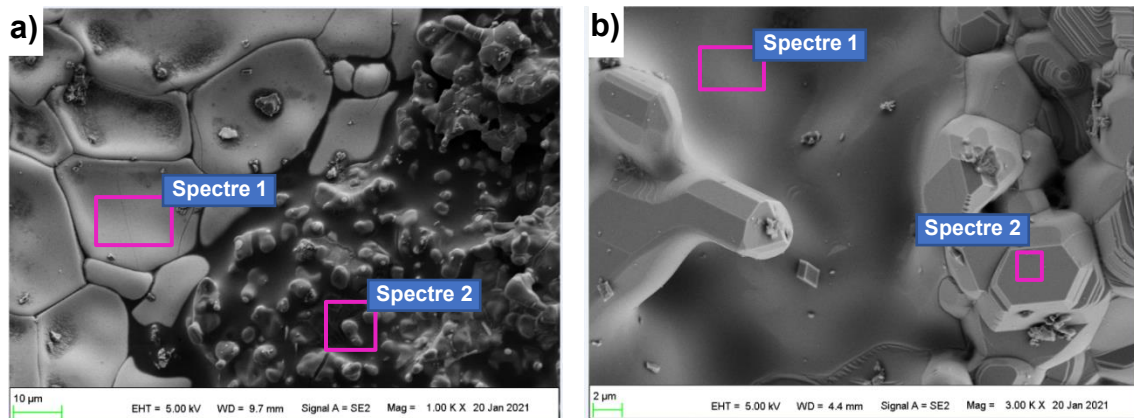 a)
Spectre 1
Spectre 2
10 µm
EHT = 5.00 kV WD = 9.7 mm Signal A = SE2 Mag = 1.00 K X 20 Jan 2021
b)
Spectre 1
Spectre 2
2 µm
EHT = 5.00 kV WD = 4.4 mm Signal A = SE2 Mag = 3.00 K X 20 Jan 2021